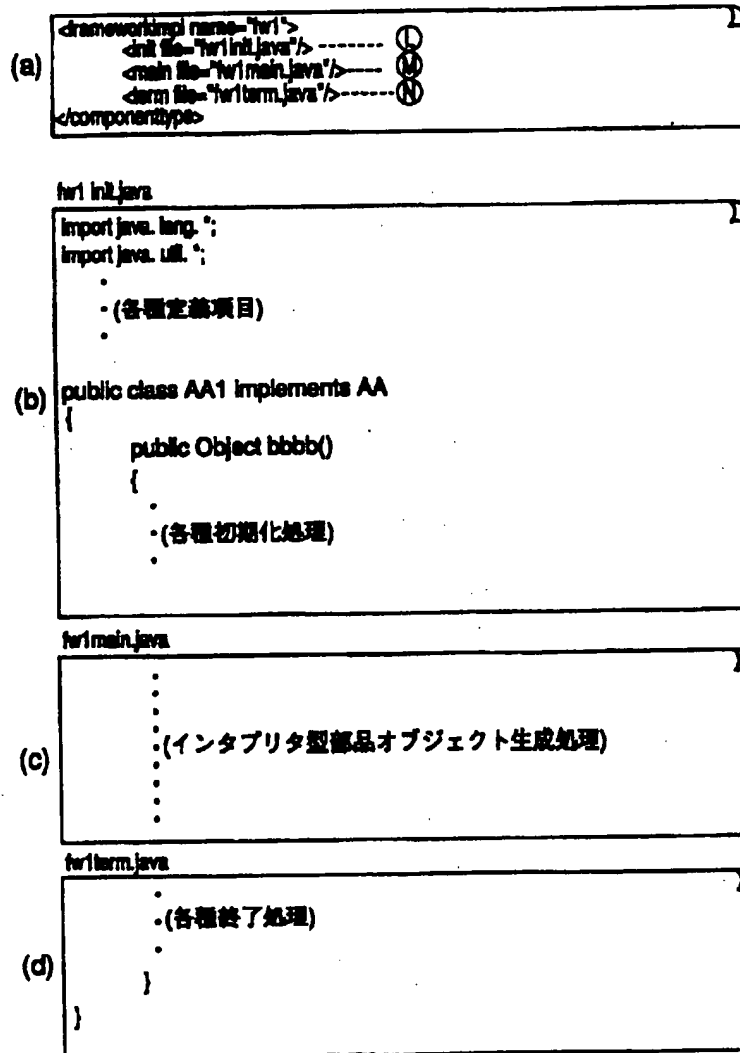 (a)
<frameworkimpl name="fw1">
<init file="fw1init.java"/> ------- Ⓛ
<main file="fw1main.java"/>----- Ⓜ
<term file="fw1term.java"/>------ Ⓝ
</componenttype>
fw1 init.java
(b)
import java. lang. *;
import java. util. *;
・
・(各種定義項目)
・
public class AA1 implements AA
{
public Object bbbb()
{
・
・(各種初期化処理)
・
fw1main.java
(c)
・
・
・
・
・(インタプリタ型部品オブジェクト生成処理)
・
・
・
・
fw1term.java
(d)
・
・(各種終了処理)
・
}
}